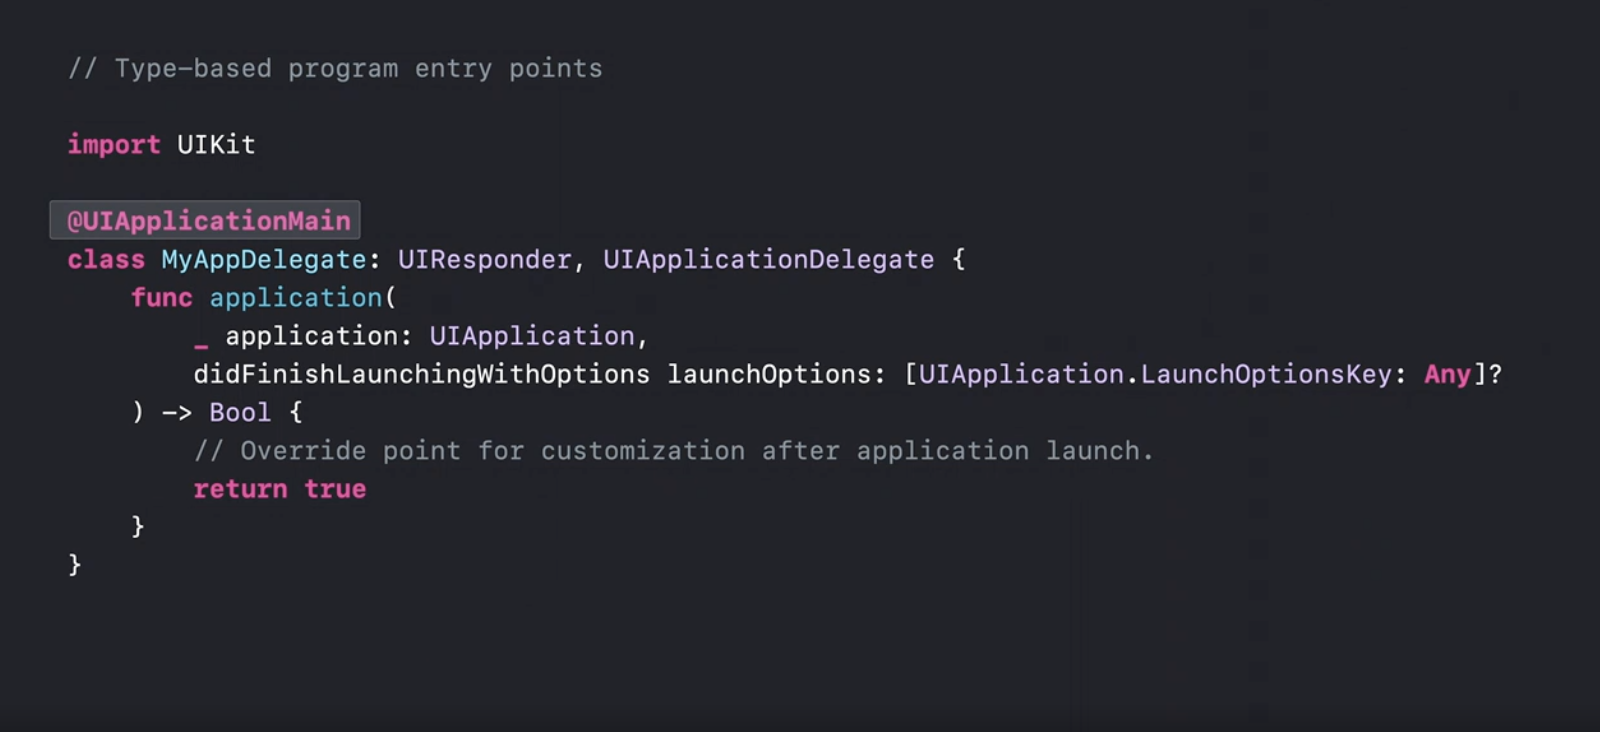 // Type-based program entry points
import UIKit
@UIApplicationMain
class MyAppDelegate: UIResponder, UIApplicationDelegate {
func application(
_ application: UIApplication,
didFinishLaunchingWithOptions launchOptions: [UIApplication.LaunchOptionsKey: Any]?
) -> Bool {
// Override point for customization after application launch.
return true
}
}